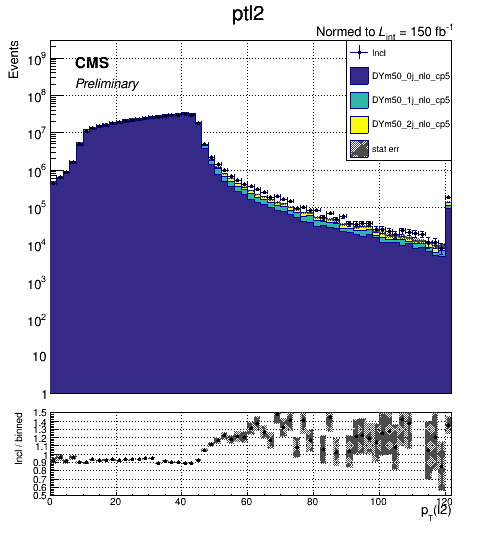 ptl2
Normed to L_int = 150 fb^-1
Events
CMS
Preliminary
Incl
DYm50_0j_nlo_cp5
DYm50_1j_nlo_cp5
DYm50_2j_nlo_cp5
stat err
10^9
10^8
10^7
10^6
10^5
10^4
10^3
10^2
10
1
Incl / binned
1.5
1.4
1.3
1.2
1.1
1
0.9
0.8
0.7
0.6
0.5
0 20 40 60 80 100 120
p_T(l2)